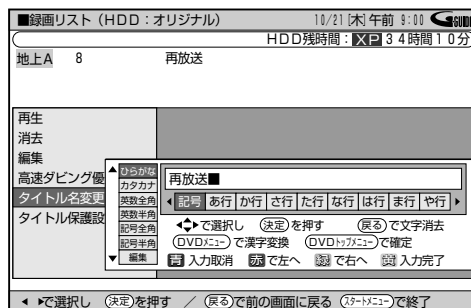 ■録画リスト(HDD:オリジナル) 10/21[木]午前 9:00 GGUIDE
HDD残時間:XP34時間10分
地上A 8 再放送
再生
消去
編集
高速ダビング優
タイトル名変更
タイトル保護設
▲ ひらがな
カタカナ
英数全角
英数半角
記号全角
記号半角
▼ 編集
再放送■
◀ 記号 あ行 か行 さ行 た行 な行 は行 ま行 や行 ▶
で選択し 決定を押す 戻るで文字消去
DVDメニューで漢字変換 DVDトップメニューで確定
青 入力取消 赤で左へ 緑で右へ 黄 入力完了
◀ ▶で選択し 決定を押す / 戻るで前の画面に戻る スタートメニューで終了